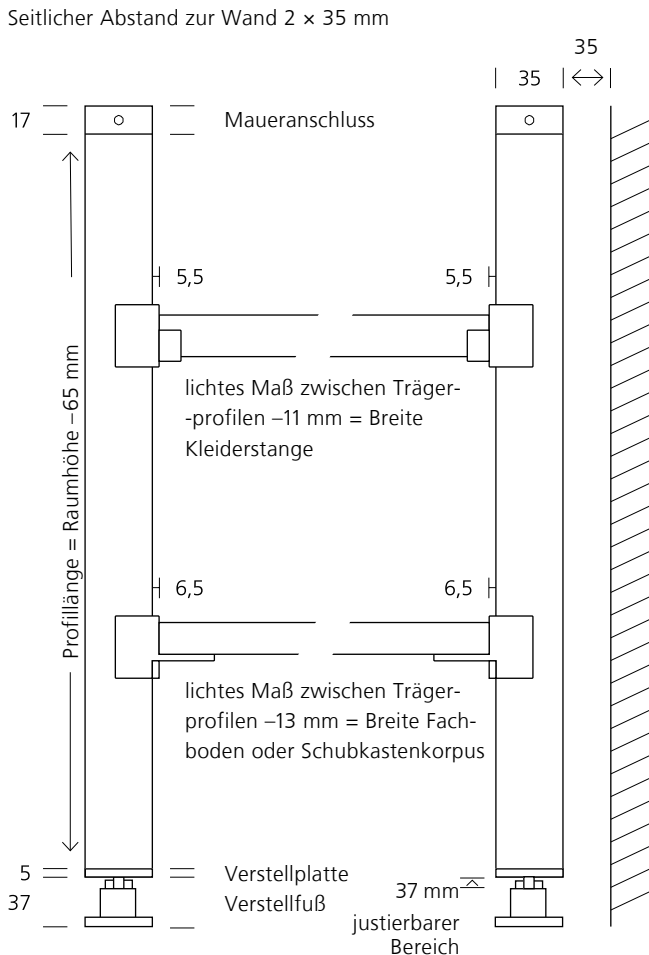 Seitlicher Abstand zur Wand 2 × 35 mm
35
35
17
Maueranschluss
5,5
5,5
lichtes Maß zwischen Träger-
-profilen –11 mm = Breite
Kleiderstange
Profillänge = Raumhöhe –65 mm
6,5
6,5
lichtes Maß zwischen Träger-
profilen –13 mm = Breite Fach-
boden oder Schubkastenkorpus
5
Verstellplatte
37
Verstellfuß
37 mm
justierbarer
Bereich